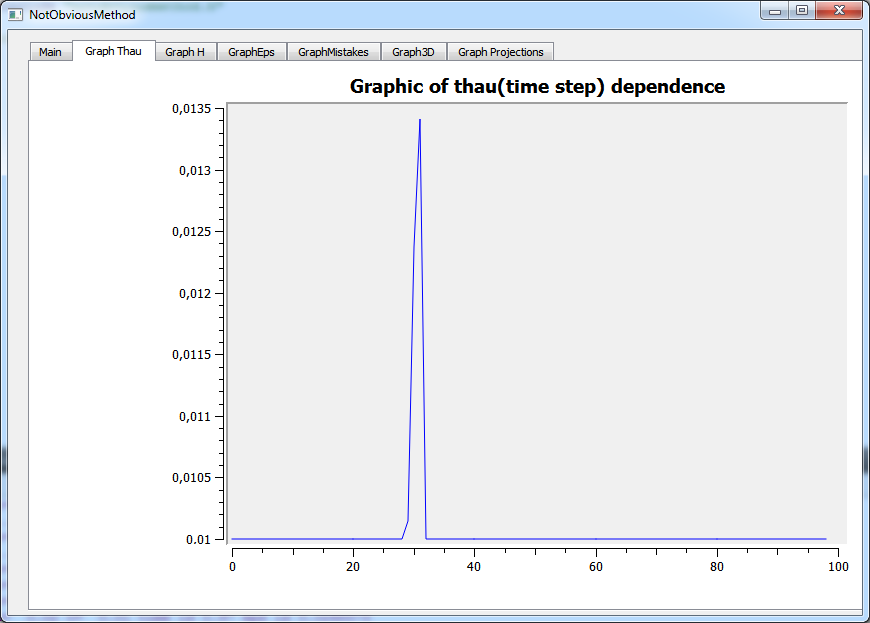 NotObviousMethod
Main Graph Thau Graph H GraphEps GraphMistakes Graph3D Graph Projections
Graphic of thau(time step) dependence
0,0135
0,013
0,0125
0,012
0,0115
0,011
0,0105
0.01
0 20 40 60 80 100